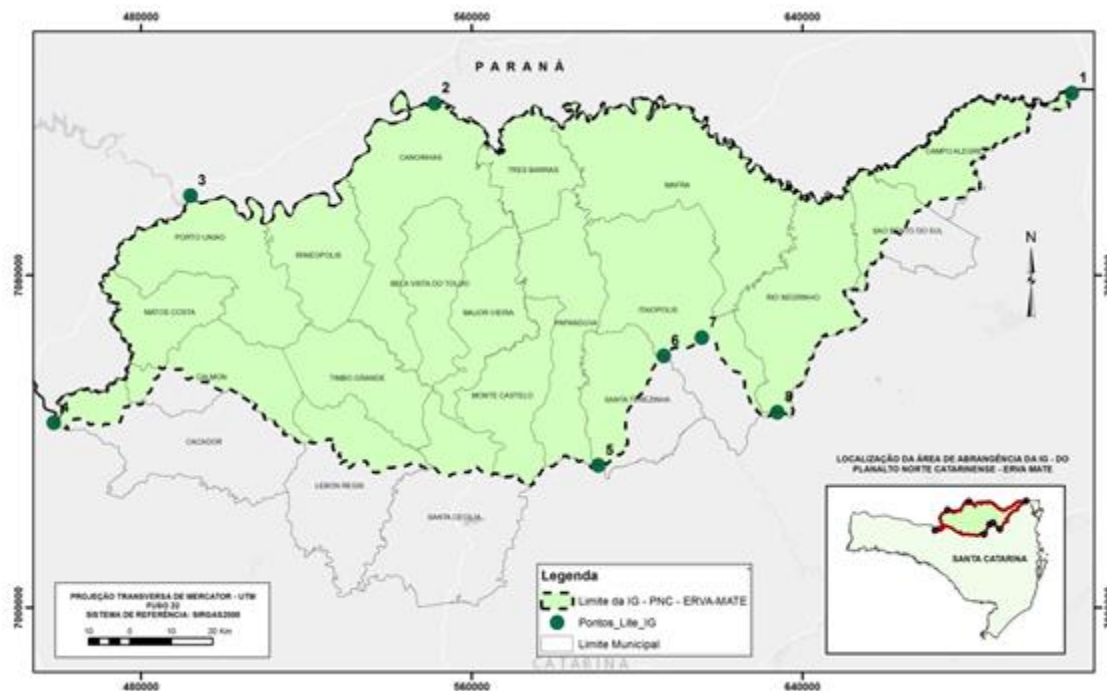 480000 560000 640000
PARANÁ
1
2
CANOINHAS
TRES BARRAS
CAMPO ALEGRE
3
MAFRA
PORTO UNIAO
SAO BENTO DO SUL
IRINEOPOLIS
N
7080000
BELA VISTA DO TOLDO
RIO NEGRINHO
MATOS COSTA
MAJOR VIEIRA
ITAIOPOLIS
PAPANDUVA
7
6
CALMON
TIMBO GRANDE
MONTE CASTELO
SANTA TEREZINHA
CACADOR
5
LOCALIZAÇÃO DA ÁREA DE ABRANGÊNCIA DA IG - DO
PLANALTO NORTE CATARINENSE - ERVA MATE
LEBON REGIS
SANTA CECILIA
SANTA CATARINA
Legenda
Limite da IG - PNC - ERVA-MATE
Pontos_Lite_IG
Limite Municipal
PROJEÇÃO TRANSVERSA DE MERCATOR - UTM
FUSO 22
SISTEMA DE REFERÊNCIA: SIRGAS2000
10 0 10 20 Km
7000000
CATARINA
480000 560000 640000